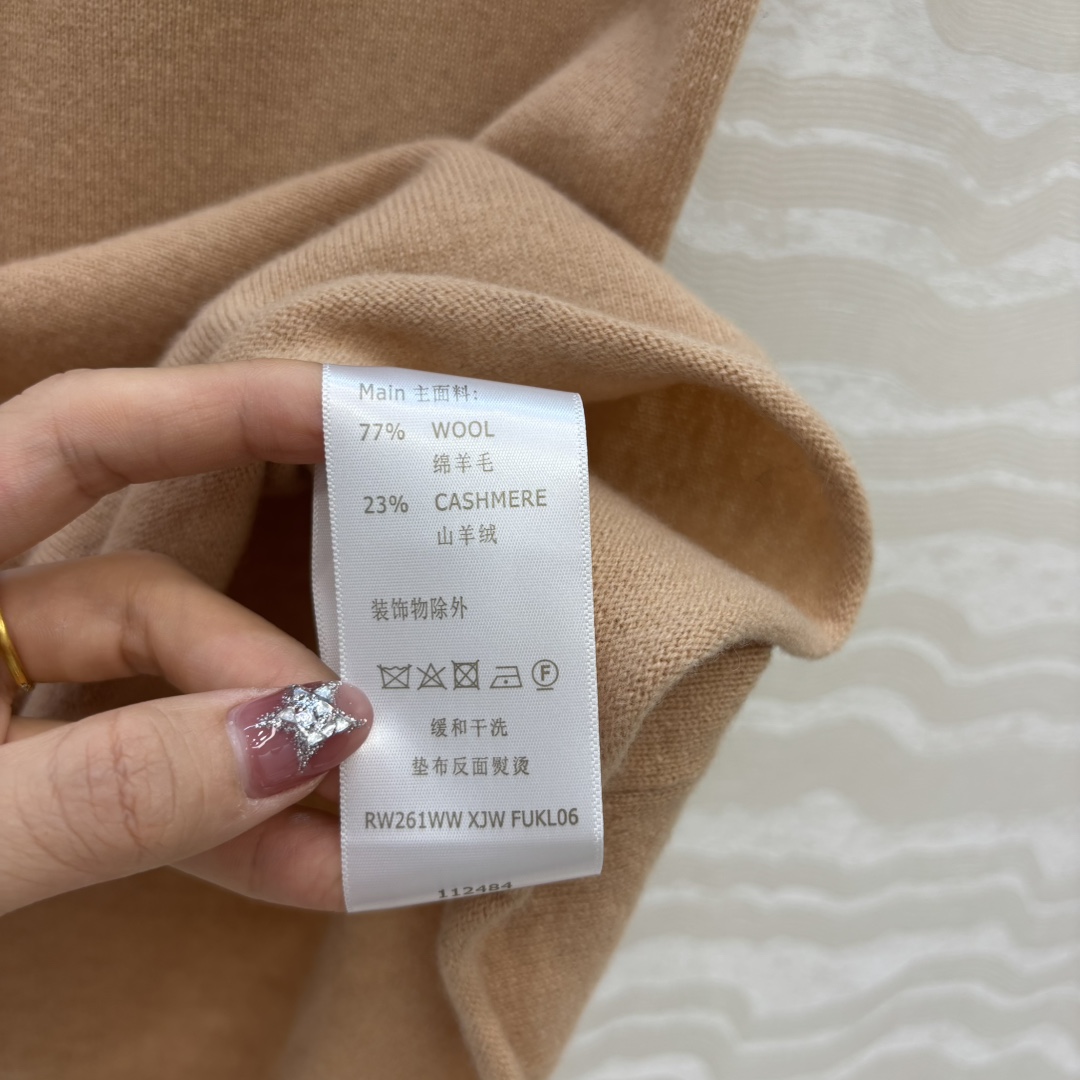 Main 主面料:
77% WOOL
绵羊毛
23% CASHMERE
山羊绒
装饰物除外
F
缓和干洗
垫布反面熨烫
RW261WW XJW FUKL06
112484